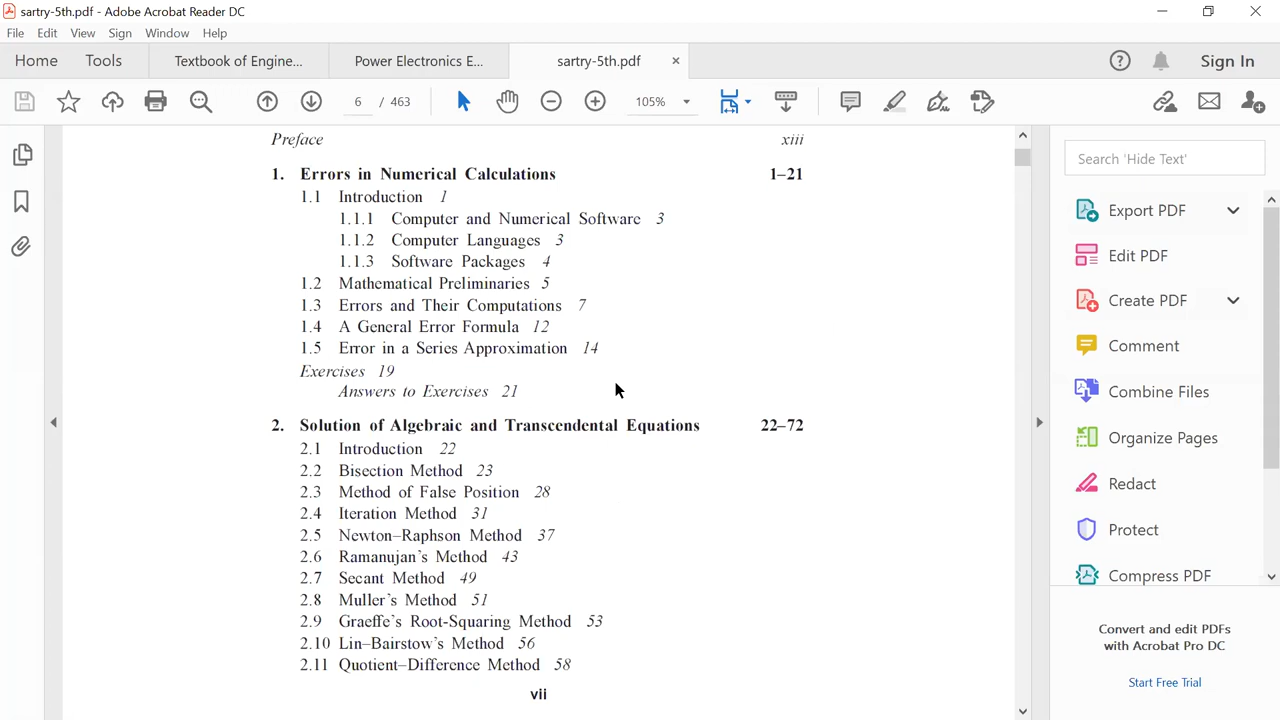 sartry-5th.pdf - Adobe Acrobat Reader DC
File Edit View Sign Window Help
Home Tools Textbook of Engine... Power Electronics E... sartry-5th.pdf Sign In
6 / 463 105%
Preface xiii
1. Errors in Numerical Calculations 1–21
1.1 Introduction 1
1.1.1 Computer and Numerical Software 3
1.1.2 Computer Languages 3
1.1.3 Software Packages 4
1.2 Mathematical Preliminaries 5
1.3 Errors and Their Computations 7
1.4 A General Error Formula 12
1.5 Error in a Series Approximation 14
Exercises 19
Answers to Exercises 21
2. Solution of Algebraic and Transcendental Equations 22–72
2.1 Introduction 22
2.2 Bisection Method 23
2.3 Method of False Position 28
2.4 Iteration Method 31
2.5 Newton–Raphson Method 37
2.6 Ramanujan's Method 43
2.7 Secant Method 49
2.8 Muller's Method 51
2.9 Graeffe's Root-Squaring Method 53
2.10 Lin–Bairstow's Method 56
2.11 Quotient–Difference Method 58
vii
Search 'Hide Text'
Export PDF
Edit PDF
Create PDF
Comment
Combine Files
Organize Pages
Redact
Protect
Compress PDF
Convert and edit PDFs
with Acrobat Pro DC
Start Free Trial